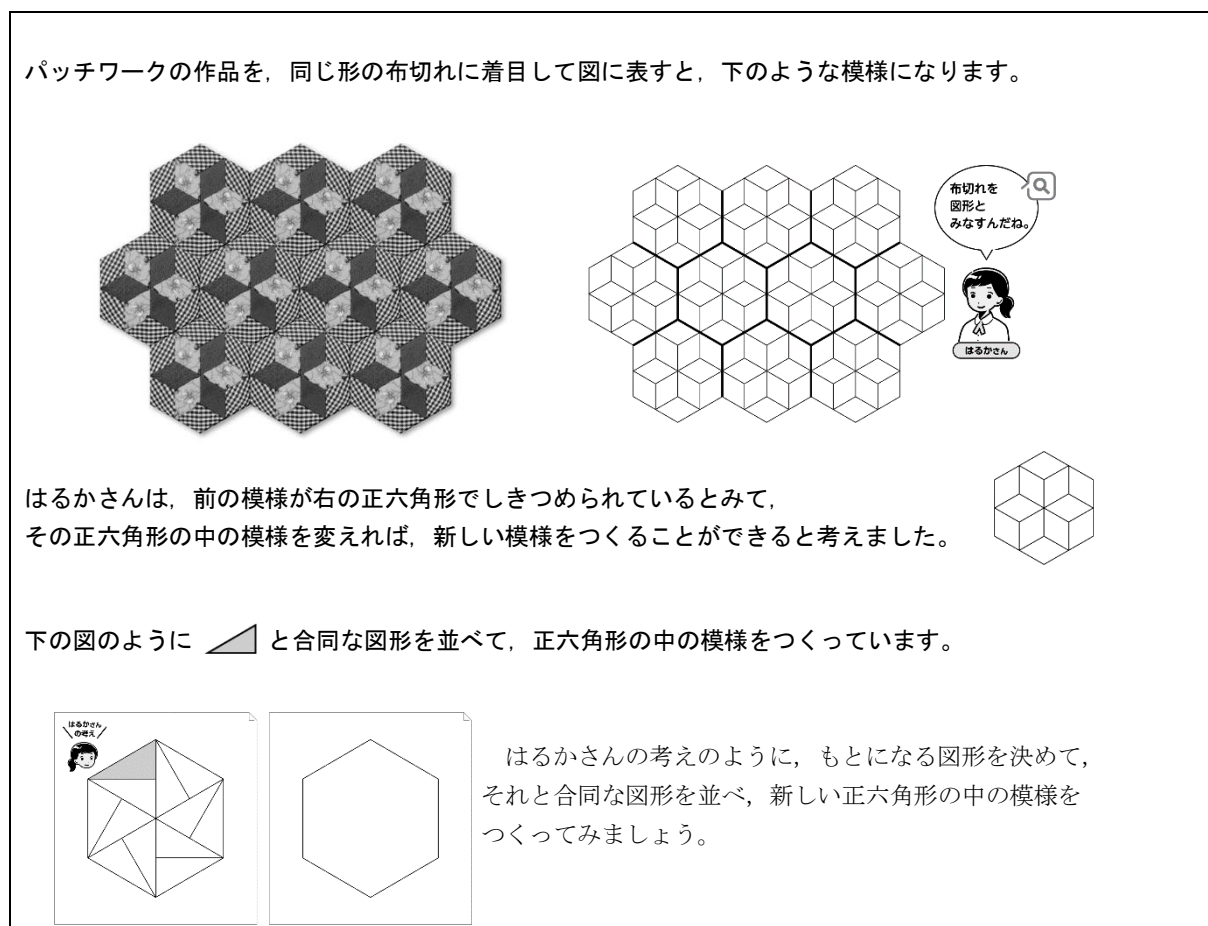 パッチワークの作品を，同じ形の布切れに着目して図に表すと，下のような模様になります。
布切れを
図形と
みなすんだね。
はるかさん
はるかさんは，前の模様が右の正六角形でしきつめられているとみて，
その正六角形の中の模様を変えれば，新しい模様をつくることができると考えました。
下の図のように と合同な図形を並べて，正六角形の中の模様をつくっています。
はるかさん
の考え
はるかさんの考えのように，もとになる図形を決めて，
それと合同な図形を並べ，新しい正六角形の中の模様を
つくってみましょう。